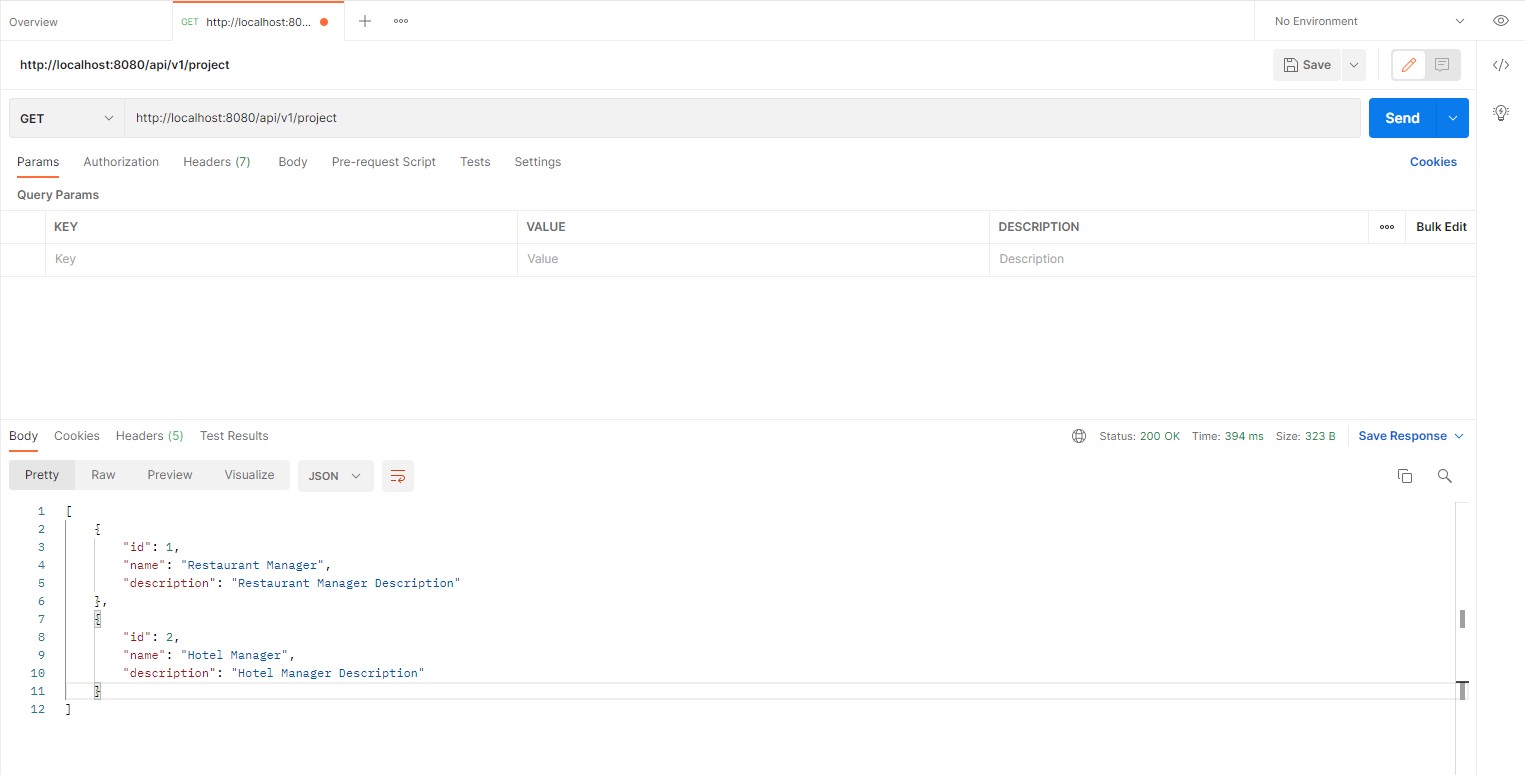 Overview
GET http://localhost:80...
No Environment
http://localhost:8080/api/v1/project
Save
GET
http://localhost:8080/api/v1/project
Send
Params Authorization Headers (7) Body Pre-request Script Tests Settings Cookies
Query Params
KEY VALUE DESCRIPTION Bulk Edit
Key Value Description
Body Cookies Headers (5) Test Results Status: 200 OK Time: 394 ms Size: 323 B Save Response
Pretty Raw Preview Visualize JSON
1 [
2 {
3 "id": 1,
4 "name": "Restaurant Manager",
5 "description": "Restaurant Manager Description"
6 },
7 {
8 "id": 2,
9 "name": "Hotel Manager",
10 "description": "Hotel Manager Description"
11 }
12 ]